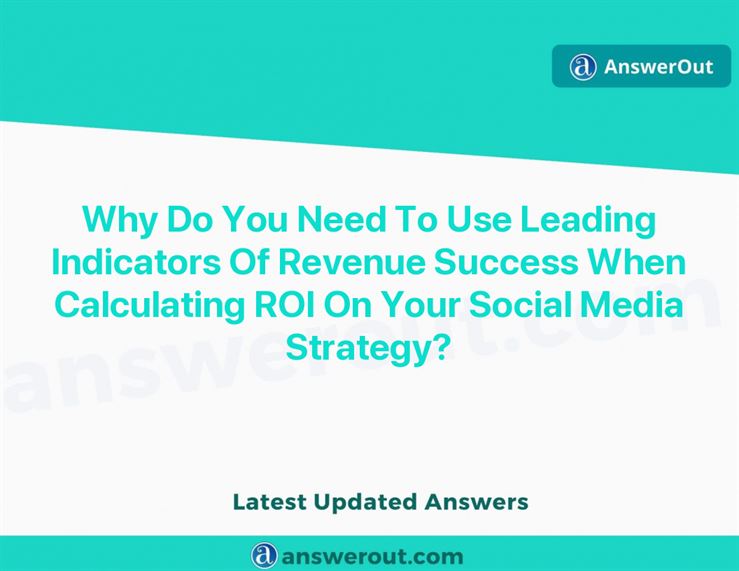 AnswerOut
Why Do You Need To Use Leading
Indicators Of Revenue Success When
Calculating ROI On Your Social Media
Strategy?
answerout.com
Latest Updated Answers
answerout.com